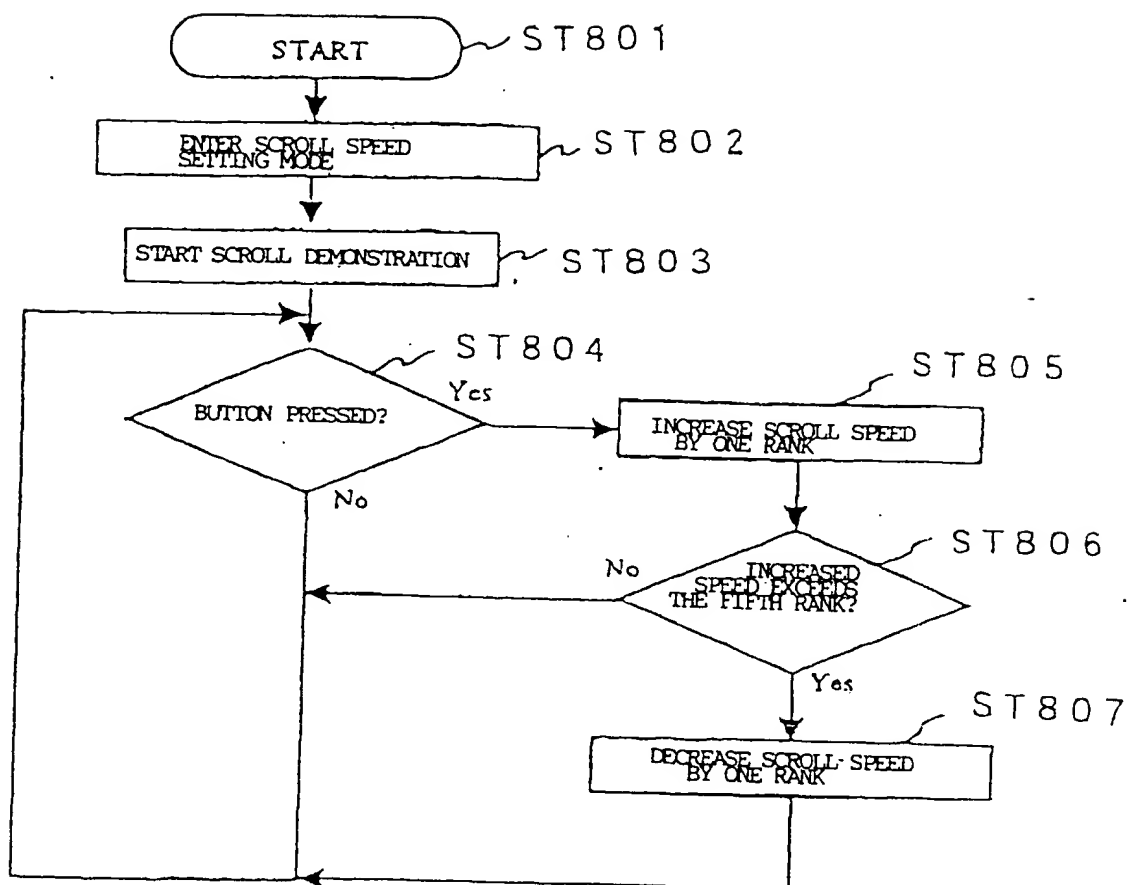 START
ST801
ENTER SCROLL SPEED
SETTING MODE
ST802
START SCROLL DEMONSTRATION
ST803
BUTTON PRESSED?
ST804
Yes
No
INCREASE SCROLL SPEED
BY ONE RANK
ST805
INCREASED
SPEED EXCEEDS
THE FIFTH RANK?
ST806
No
Yes
DECREASE SCROLL-SPEED
BY ONE RANK
ST807